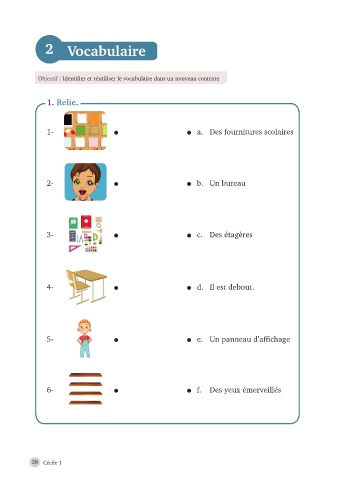 2 Vocabulaire
Objectif : Identifier et réutiliser le vocabulaire dans un nouveau contexte
1. Relie.
1- • • a. Des fournitures scolaires
2- • • b. Un bureau
3- • • c. Des étagères
4- • • d. Il est debout.
5- • • e. Un panneau d'affichage
6- • • f. Des yeux émerveillés
38 Cécile 1